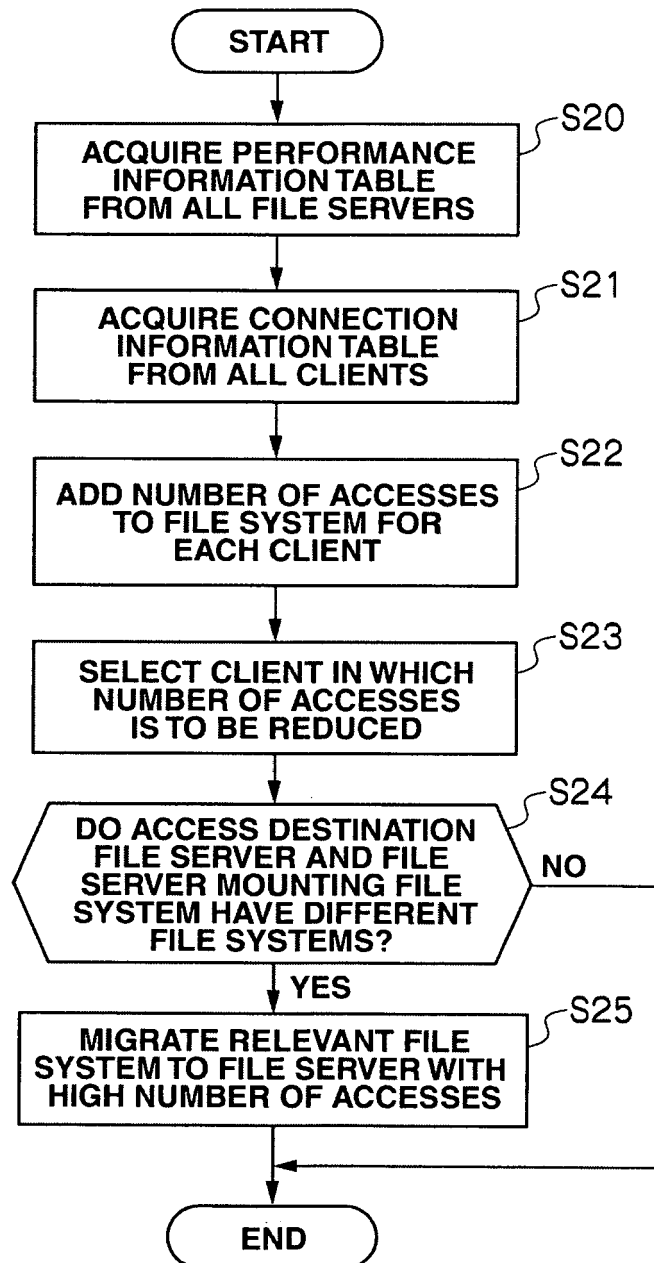 START
S20
ACQUIRE PERFORMANCE
INFORMATION TABLE
FROM ALL FILE SERVERS
S21
ACQUIRE CONNECTION
INFORMATION TABLE
FROM ALL CLIENTS
S22
ADD NUMBER OF ACCESSES
TO FILE SYSTEM FOR
EACH CLIENT
S23
SELECT CLIENT IN WHICH
NUMBER OF ACCESSES
IS TO BE REDUCED
S24
DO ACCESS DESTINATION
FILE SERVER AND FILE
SERVER MOUNTING FILE
SYSTEM HAVE DIFFERENT
FILE SYSTEMS?
NO
YES
S25
MIGRATE RELEVANT FILE
SYSTEM TO FILE SERVER WITH
HIGH NUMBER OF ACCESSES
END